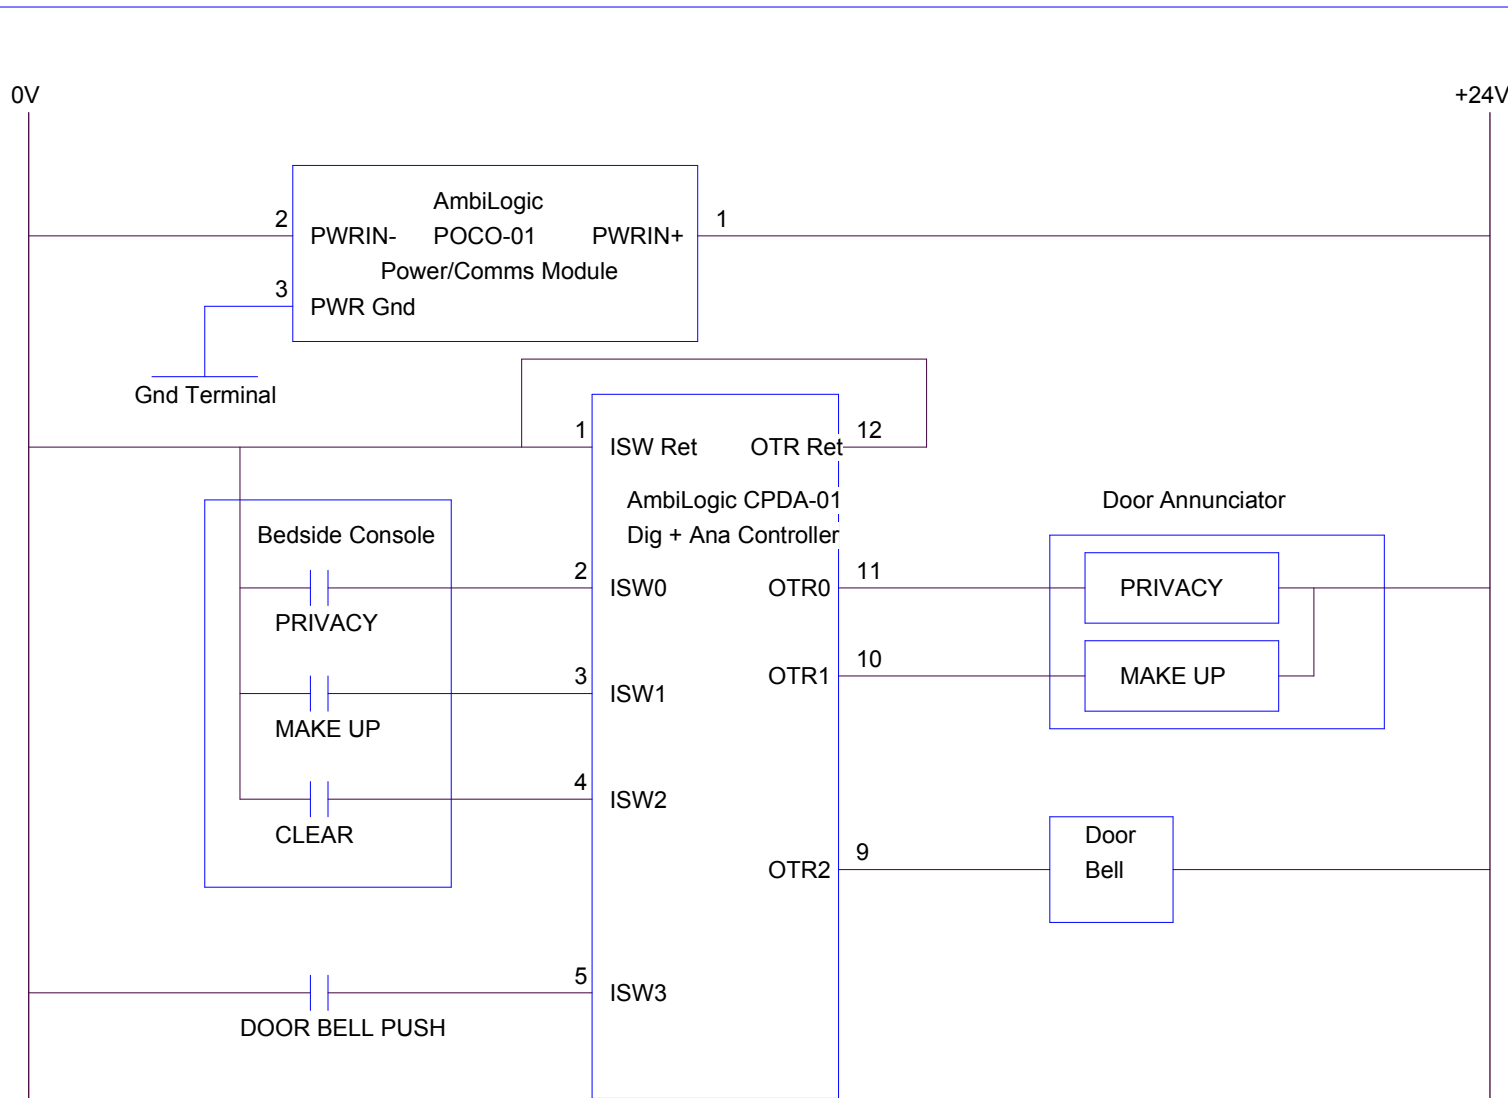 0V
+24V
AmbiLogic
2
PWRIN-
POCO-01
PWRIN+
1
Power/Comms Module
3
PWR Gnd
Gnd Terminal
1
ISW Ret
OTR Ret
12
AmbiLogic CPDA-01
Dig + Ana Controller
Door Annunciator
Bedside Console
2
ISW0
OTR0
11
PRIVACY
PRIVACY
3
ISW1
OTR1
10
MAKE UP
MAKE UP
4
ISW2
CLEAR
OTR2
9
Door
Bell
5
ISW3
DOOR BELL PUSH